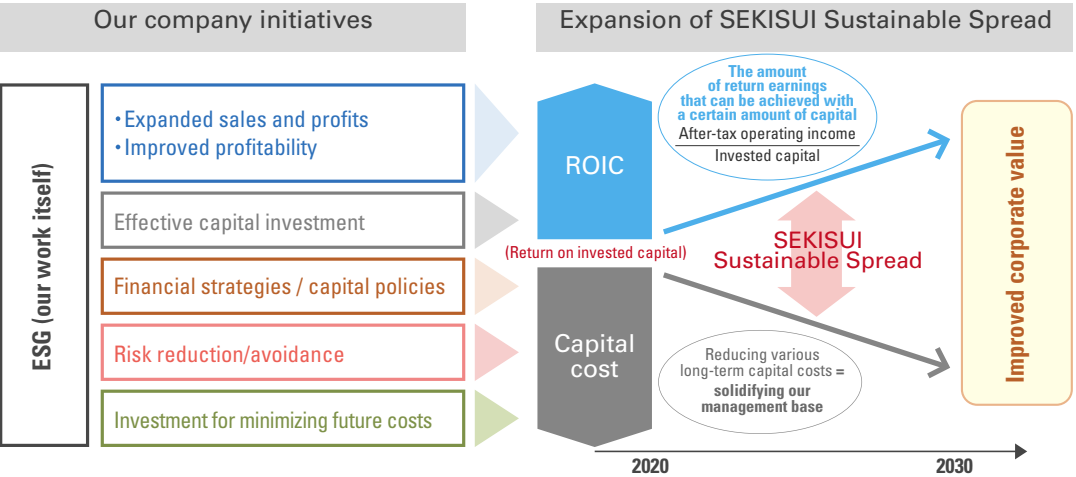 Our company initiatives
Expansion of SEKISUI Sustainable Spread
ESG (our work itself)
・Expanded sales and profits
・Improved profitability
Effective capital investment
Financial strategies / capital policies
Risk reduction/avoidance
Investment for minimizing future costs
ROIC
(Return on invested capital)
Capital
cost
The amount
of return earnings
that can be achieved with
a certain amount of capital
After-tax operating income
Invested capital
SEKISUI
Sustainable Spread
Reducing various
long-term capital costs =
solidifying our
management base
2020
2030
Improved corporate value